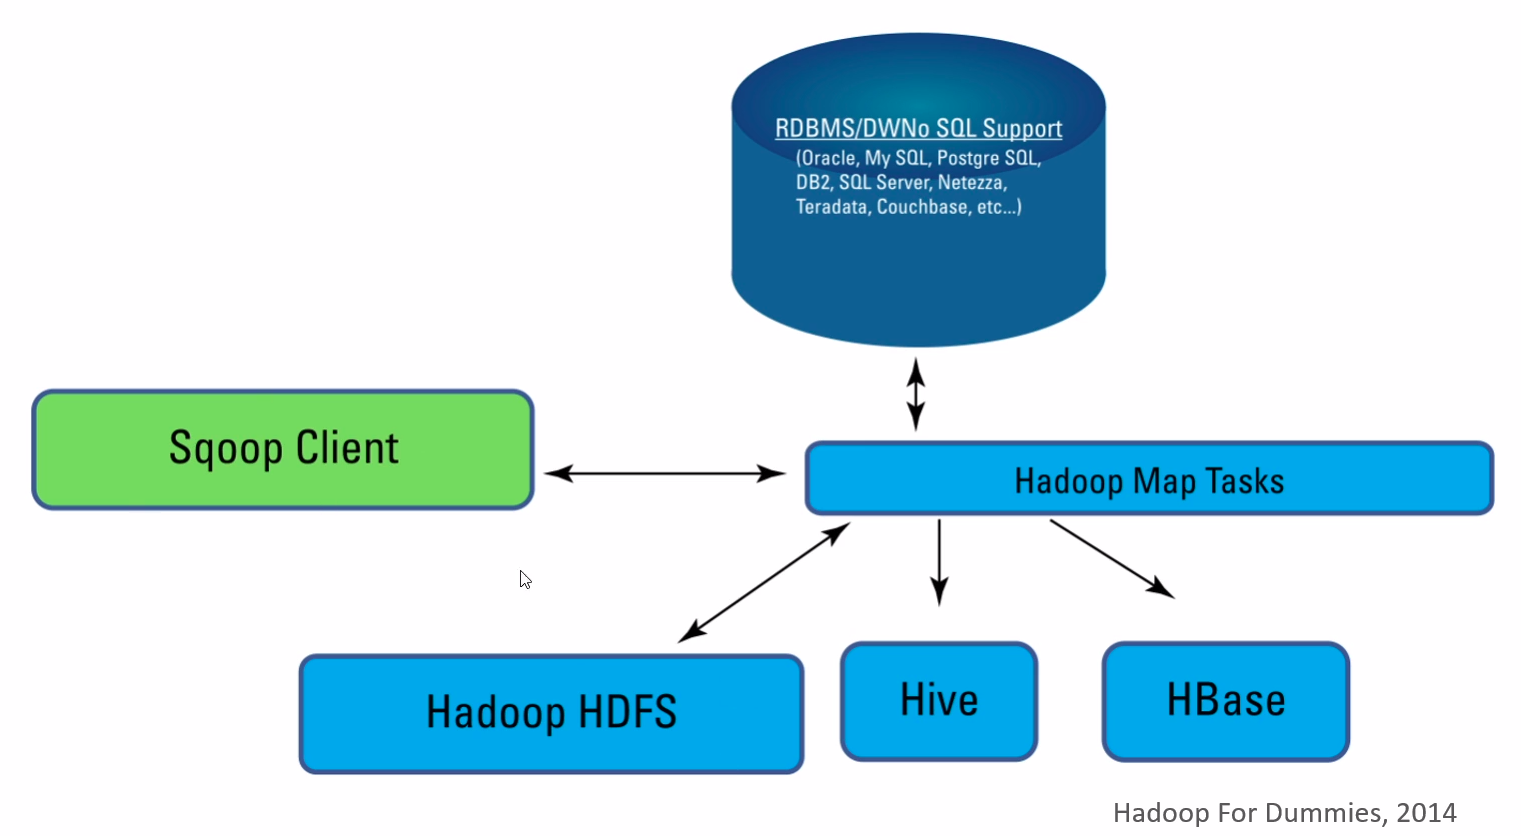 RDBMS/DWNo SQL Support
(Oracle, My SQL, Postgre SQL,
DB2, SQL Server, Netezza,
Teradata, Couchbase, etc...)
Sqoop Client
Hadoop Map Tasks
Hadoop HDFS
Hive
HBase
Hadoop For Dummies, 2014